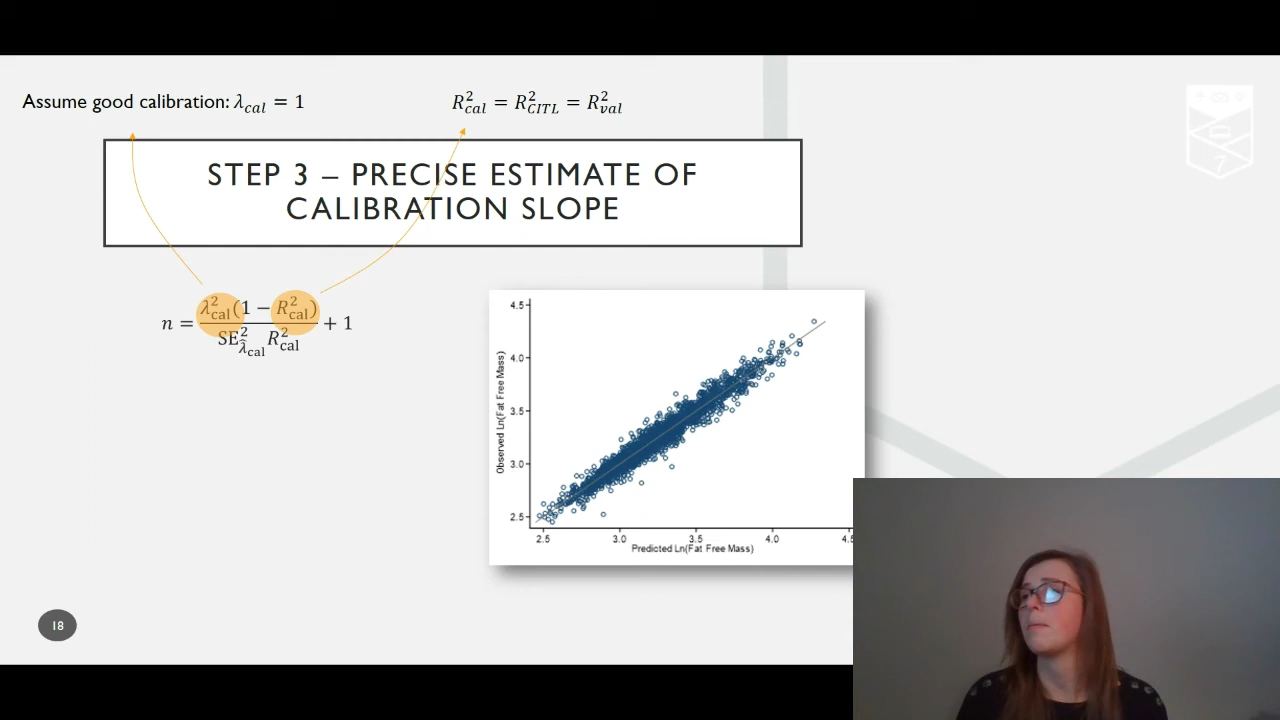 Assume good calibration: λ_cal = 1
R²_cal = R²_CITL = R²_val
STEP 3 – PRECISE ESTIMATE OF
CALIBRATION SLOPE
n = λ²_cal(1 − R²_cal) / SE²_λ̂cal R²_cal + 1
4.5
4.0
3.5
3.0
2.5
Observed Ln(Fat Free Mass)
2.5 3.0 3.5 4.0 4.5
Predicted Ln(Fat Free Mass)
7
18